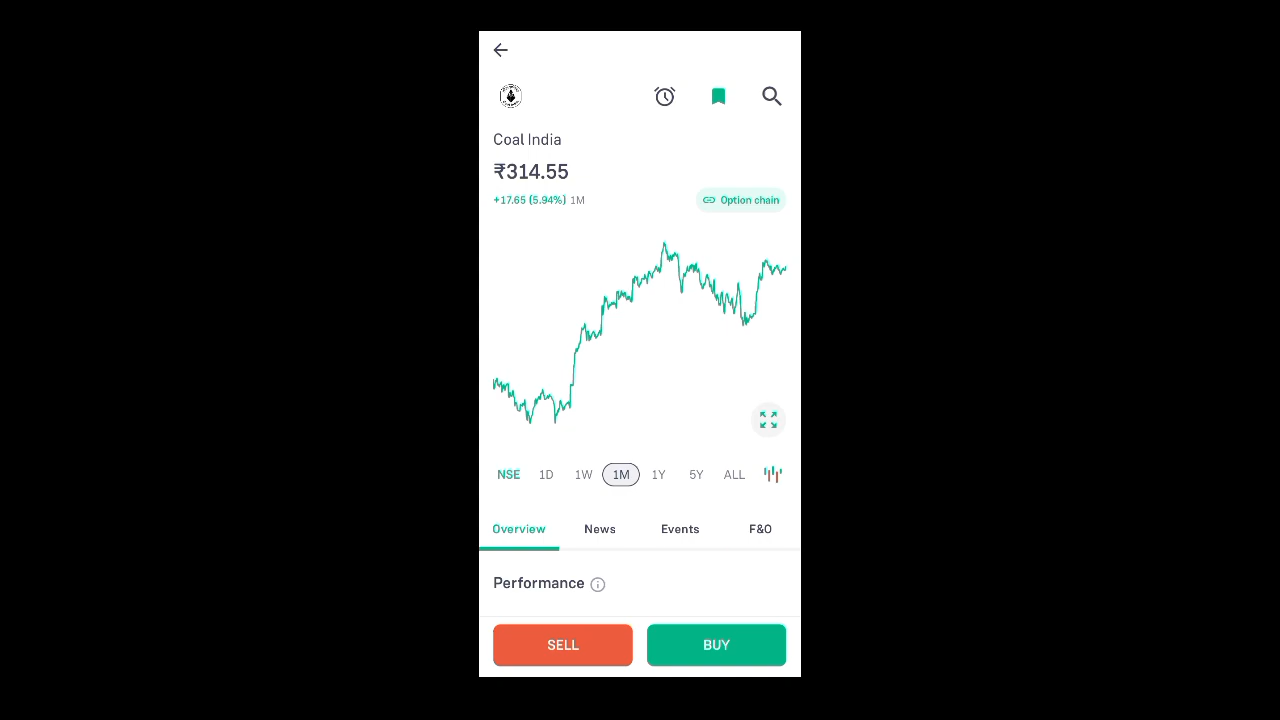 Coal India
₹314.55
+17.65 (5.94%) 1M
Option chain
NSE 1D 1W 1M 1Y 5Y ALL
Overview News Events F&O
Performance
SELL BUY